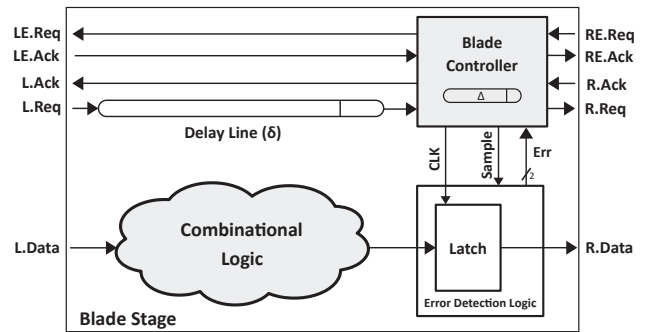 LE.Req
LE.Ack
L.Ack
L.Req
Delay Line (δ)
Blade
Controller
Δ
RE.Req
RE.Ack
R.Ack
R.Req
CLK
Sample
Err
2
L.Data
Combinational
Logic
Latch
R.Data
Error Detection Logic
Blade Stage